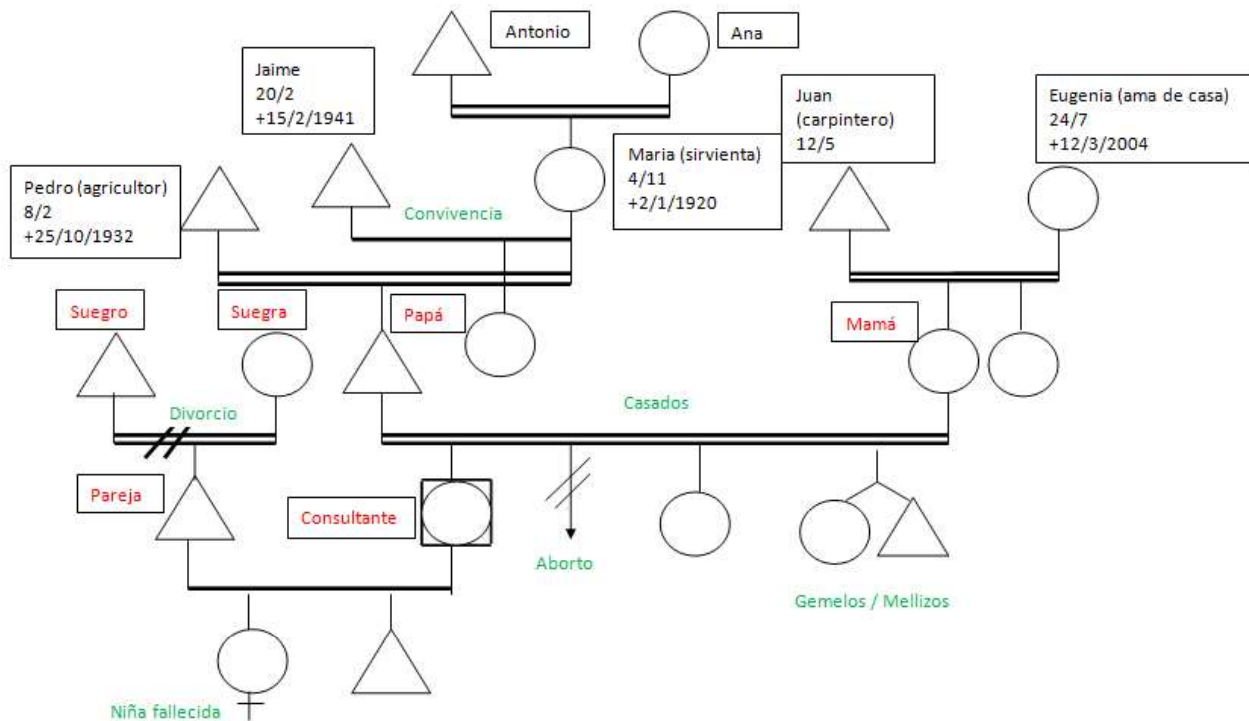 Antonio
Ana
Jaime
20/2
+15/2/1941
Juan
(carpintero)
12/5
Eugenia (ama de casa)
24/7
+12/3/2004
Maria (sirvienta)
4/11
+2/1/1920
Pedro (agricultor)
8/2
+25/10/1932
Convivencia
Suegro
Suegra
Papá
Mamá
Divorcio
Casados
Pareja
Consultante
Aborto
Gemelos / Mellizos
Niña fallecida